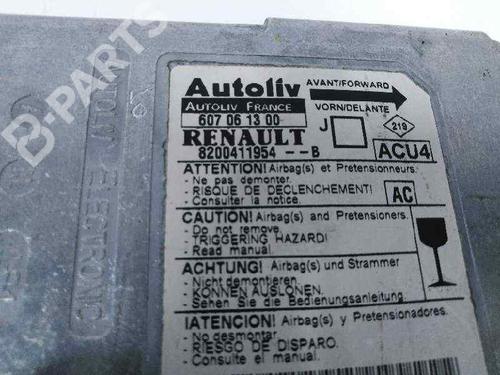 B-PARTS
Autoliv
AUTOLIV FRANCE
607 06 13 00
RENAULT
8200411954 --B
AVANT/FORWARD
VORN/DELANTE
J
219
ACU4
ATTENTION! Airbag(s) et Pretensionneurs.
- Ne pas demonter.
- RISQUE DE DECLENCHEMENT!
- Consulter la notice.
AC
CAUTION! Airbag(s) and Pretensioners.
- Do not remove.
- TRIGGERING HAZARD!
- Read manual.
ACHTUNG! Airbag(s) und Strammer
- Nicht demontieren.
- KONNEN AUSLOSEN.
- Sehen Sie die Bedienungsanleitung.
!ATENCION! Airbag(s) y Pretensadores.
- No desmontar.
- RIESGO DE DISPARO.
- Consulte el manual.